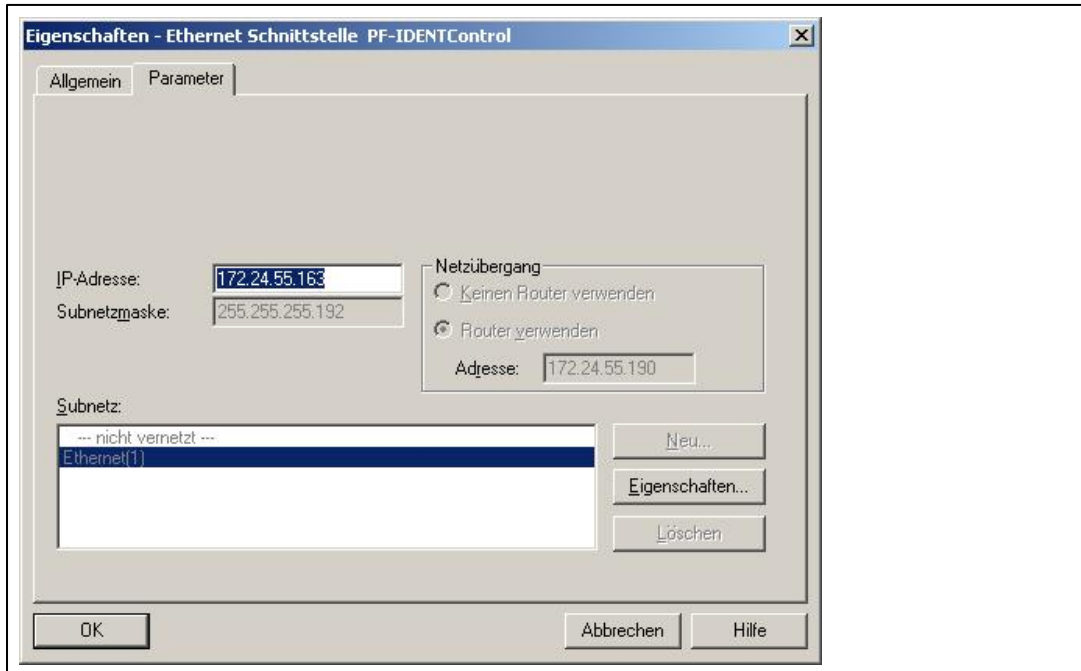 Eigenschaften - Ethernet Schnittstelle PF-IDENTControl
Allgemein
Parameter
IP-Adresse:
172.24.55.163
Subnetzmaske:
255.255.255.192
Netzübergang
Keinen Router verwenden
Router verwenden
Adresse:
172.24.55.190
Subnetz:
--- nicht vernetzt ---
Ethernet(1)
Neu...
Eigenschaften...
Löschen
OK
Abbrechen
Hilfe